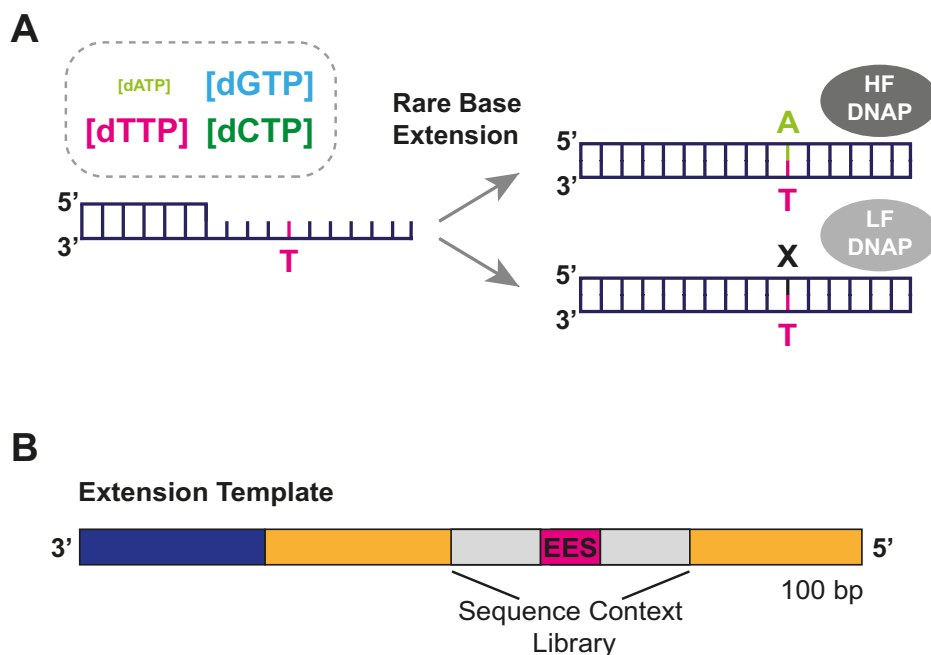 A
[dATP] [dGTP]
[dTTP] [dCTP]
Rare Base
Extension
5’
3’
T
A
HF
DNAP
5’
3’
T
X
LF
DNAP
5’
3’
T
B
Extension Template
3’ EES 5’
100 bp
Sequence Context
Library